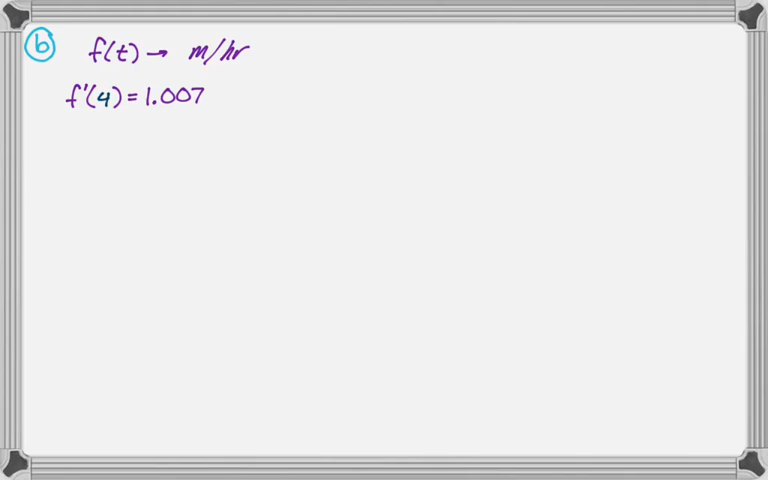 b f(t) → m/hr
f'(4) = 1.007